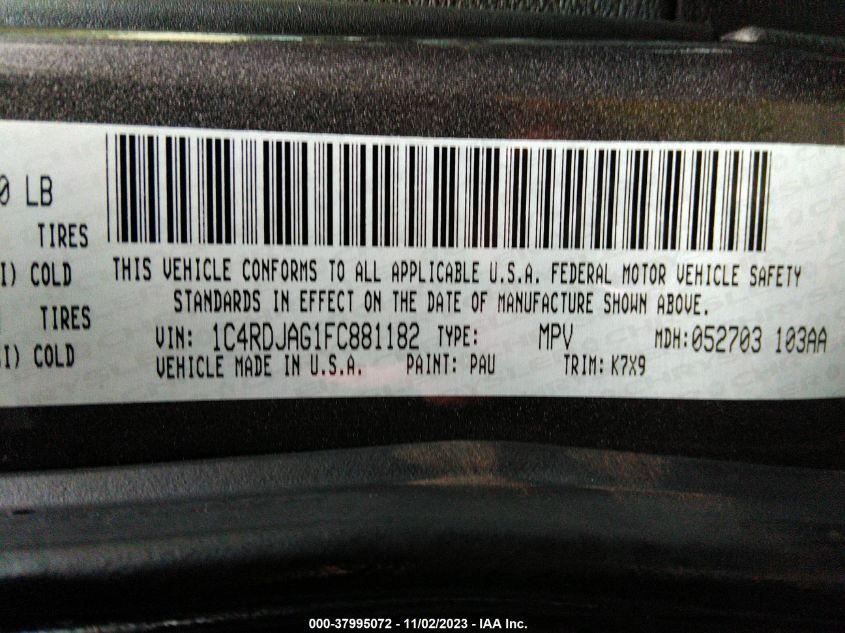 0 LB
TIRES
I) COLD
TIRES
SI) COLD
THIS VEHICLE CONFORMS TO ALL APPLICABLE U.S.A. FEDERAL MOTOR VEHICLE SAFETY
STANDARDS IN EFFECT ON THE DATE OF MANUFACTURE SHOWN ABOVE.
VIN: 1C4RDJAG1FC881182 TYPE: MPV MDH:052703 103AA
VEHICLE MADE IN U.S.A. PAINT: PAU TRIM: K7X9
000-37995072 - 11/02/2023 - IAA Inc.